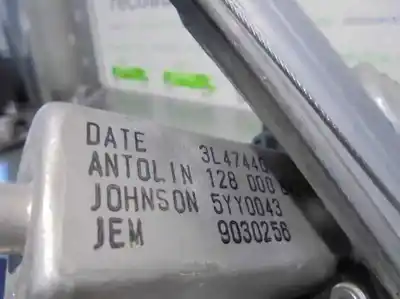 DATE 3L4744
ANTOLIN 128 000
JOHNSON 5YY0043
JEM 9030256